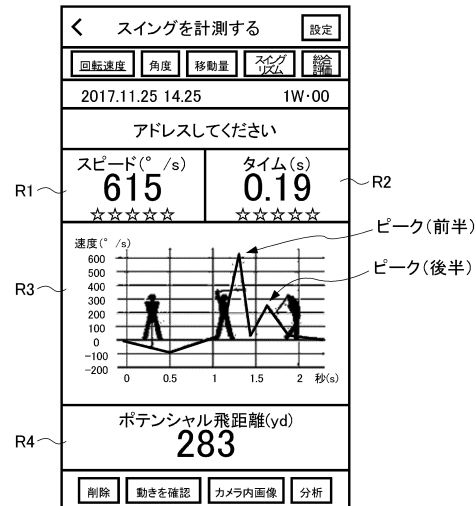 ＜ スイングを計測する 設定
回転速度 角度 移動量 スイングリズム 総合評価
2017.11.25 14.25 1W･00
アドレスしてください
スピード(° /s) タイム(s)
R1 615 0.19 R2
☆☆☆☆☆ ☆☆☆☆☆
速度(° /s)
ピーク(前半)
ピーク(後半)
R3
600
500
400
300
200
100
0
-100
-200
0 0.5 1 1.5 2 秒(s)
ポテンシャル飛距離(yd)
R4 283
削除 動きを確認 カメラ内画像 分析